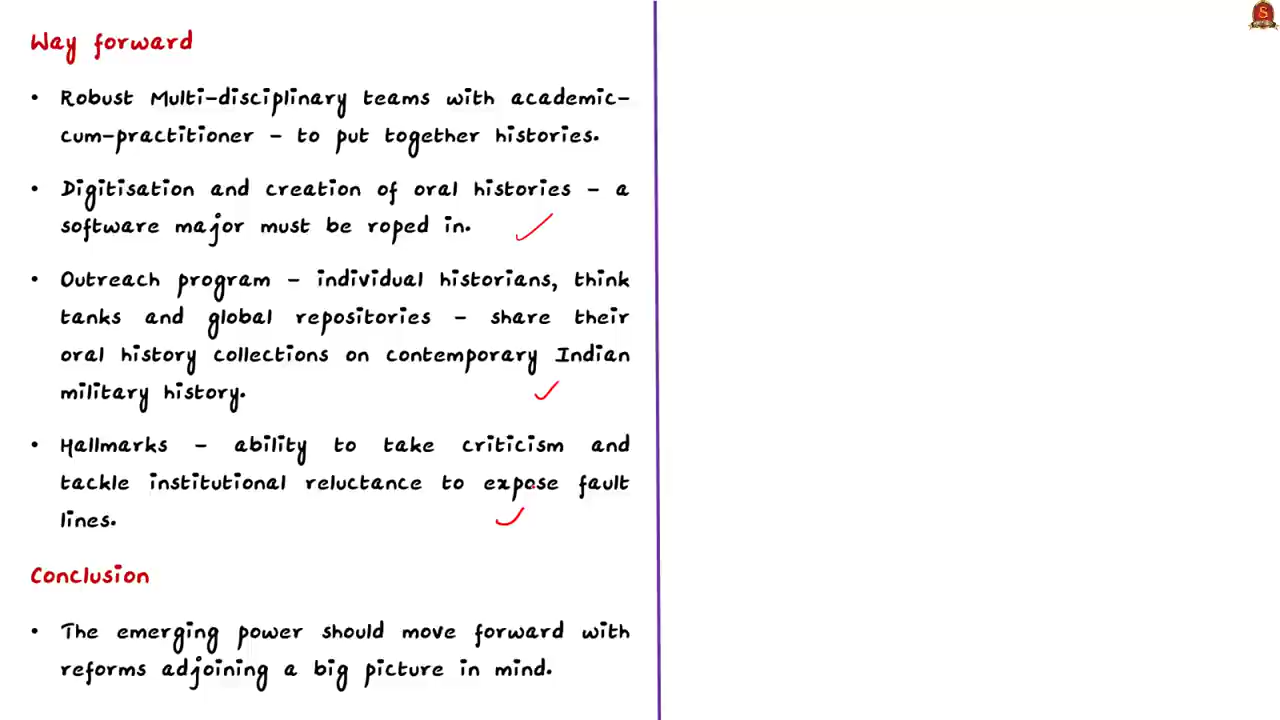 Way forward
• Robust Multi-disciplinary teams with academic-
cum-practitioner - to put together histories.
• Digitisation and creation of oral histories - a
software major must be roped in.
• Outreach program - individual historians, think
tanks and global repositories - share their
oral history collections on contemporary Indian
military history.
• Hallmarks - ability to take criticism and
tackle institutional reluctance to expose fault
lines.
Conclusion
• The emerging power should move forward with
reforms adjoining a big picture in mind.